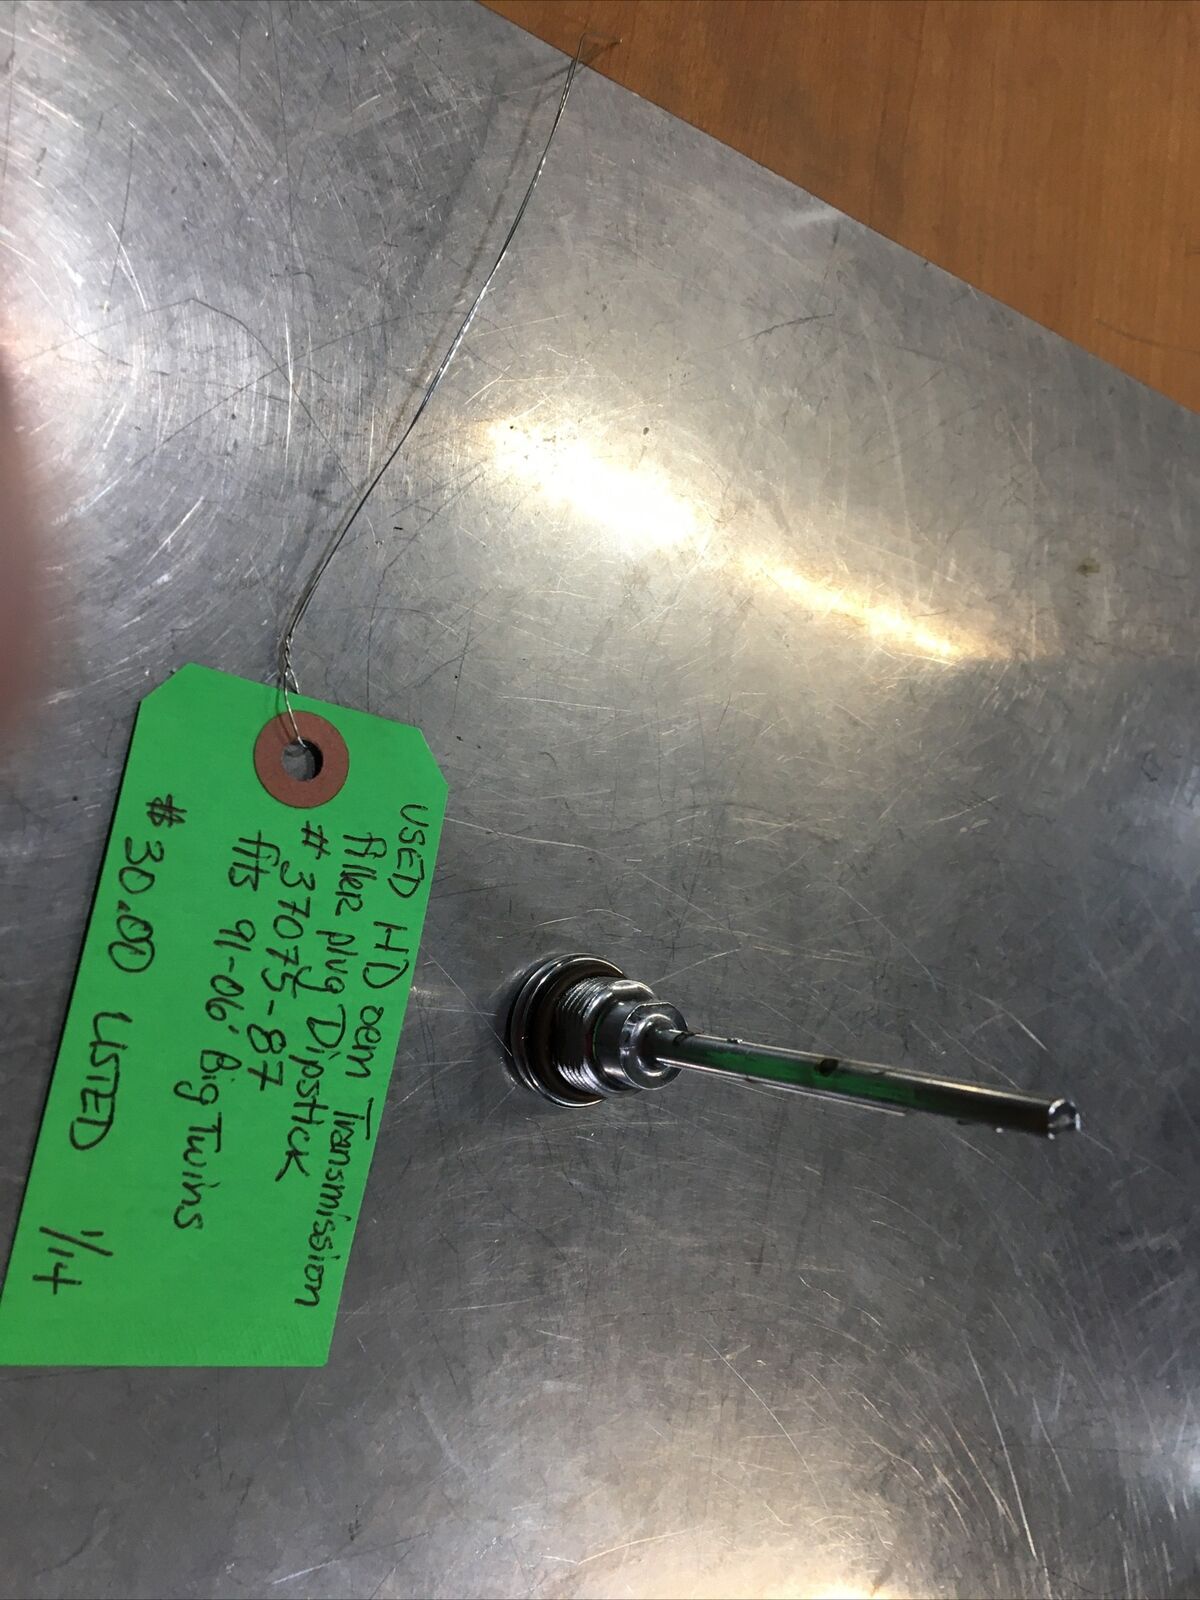 USED HD oem Transmission
filler plug Dipstick
# 37075-87
fits 91-06' Big Twins
$30.00 LISTED 1/14